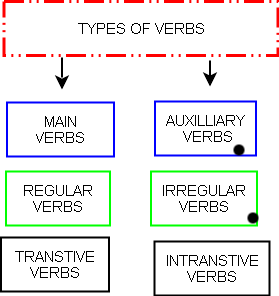 TYPES OF VERBS
MAIN
VERBS
AUXILLIARY
VERBS
REGULAR
VERBS
IRREGULAR
VERBS
TRANSTIVE
VERBS
INTRANSTIVE
VERBS